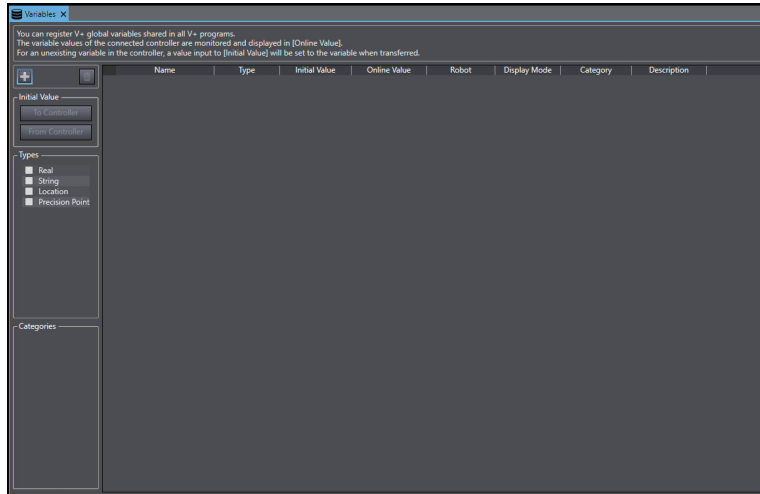 Variables X
You can register V+ global variables shared in all V+ programs.
The variable values of the connected controller are monitored and displayed in [Online Value].
For an unexisting variable in the controller, a value input to [Initial Value] will be set to the variable when transferred.
Name Type Initial Value Online Value Robot Display Mode Category Description
Initial Value
To Controller
From Controller
Types
Real
String
Location
Precision Point
Categories